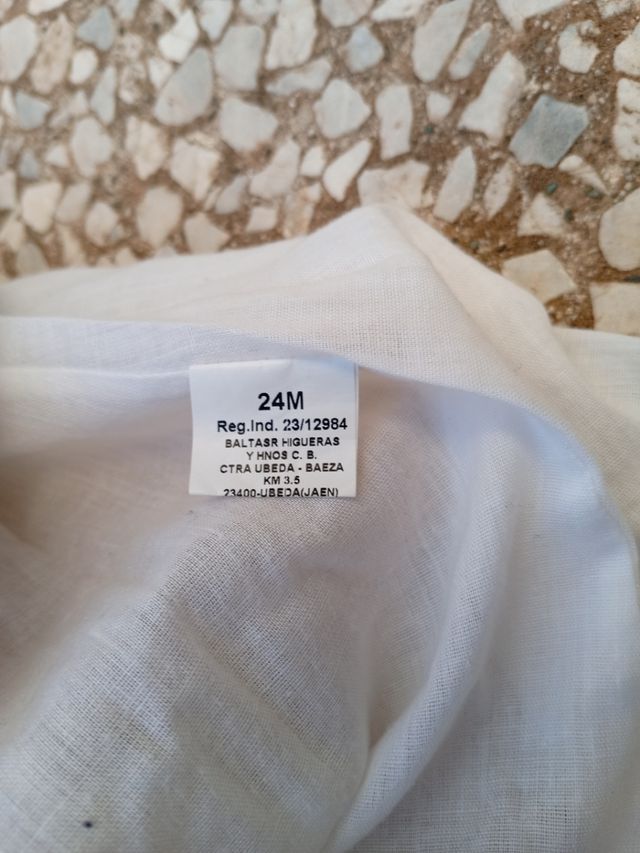 24M
Reg.Ind. 23/12984
BALTASR HIGUERAS
Y HNOS C. B.
CTRA UBEDA - BAEZA
KM 3.5
23400-UBEDA(JAEN)